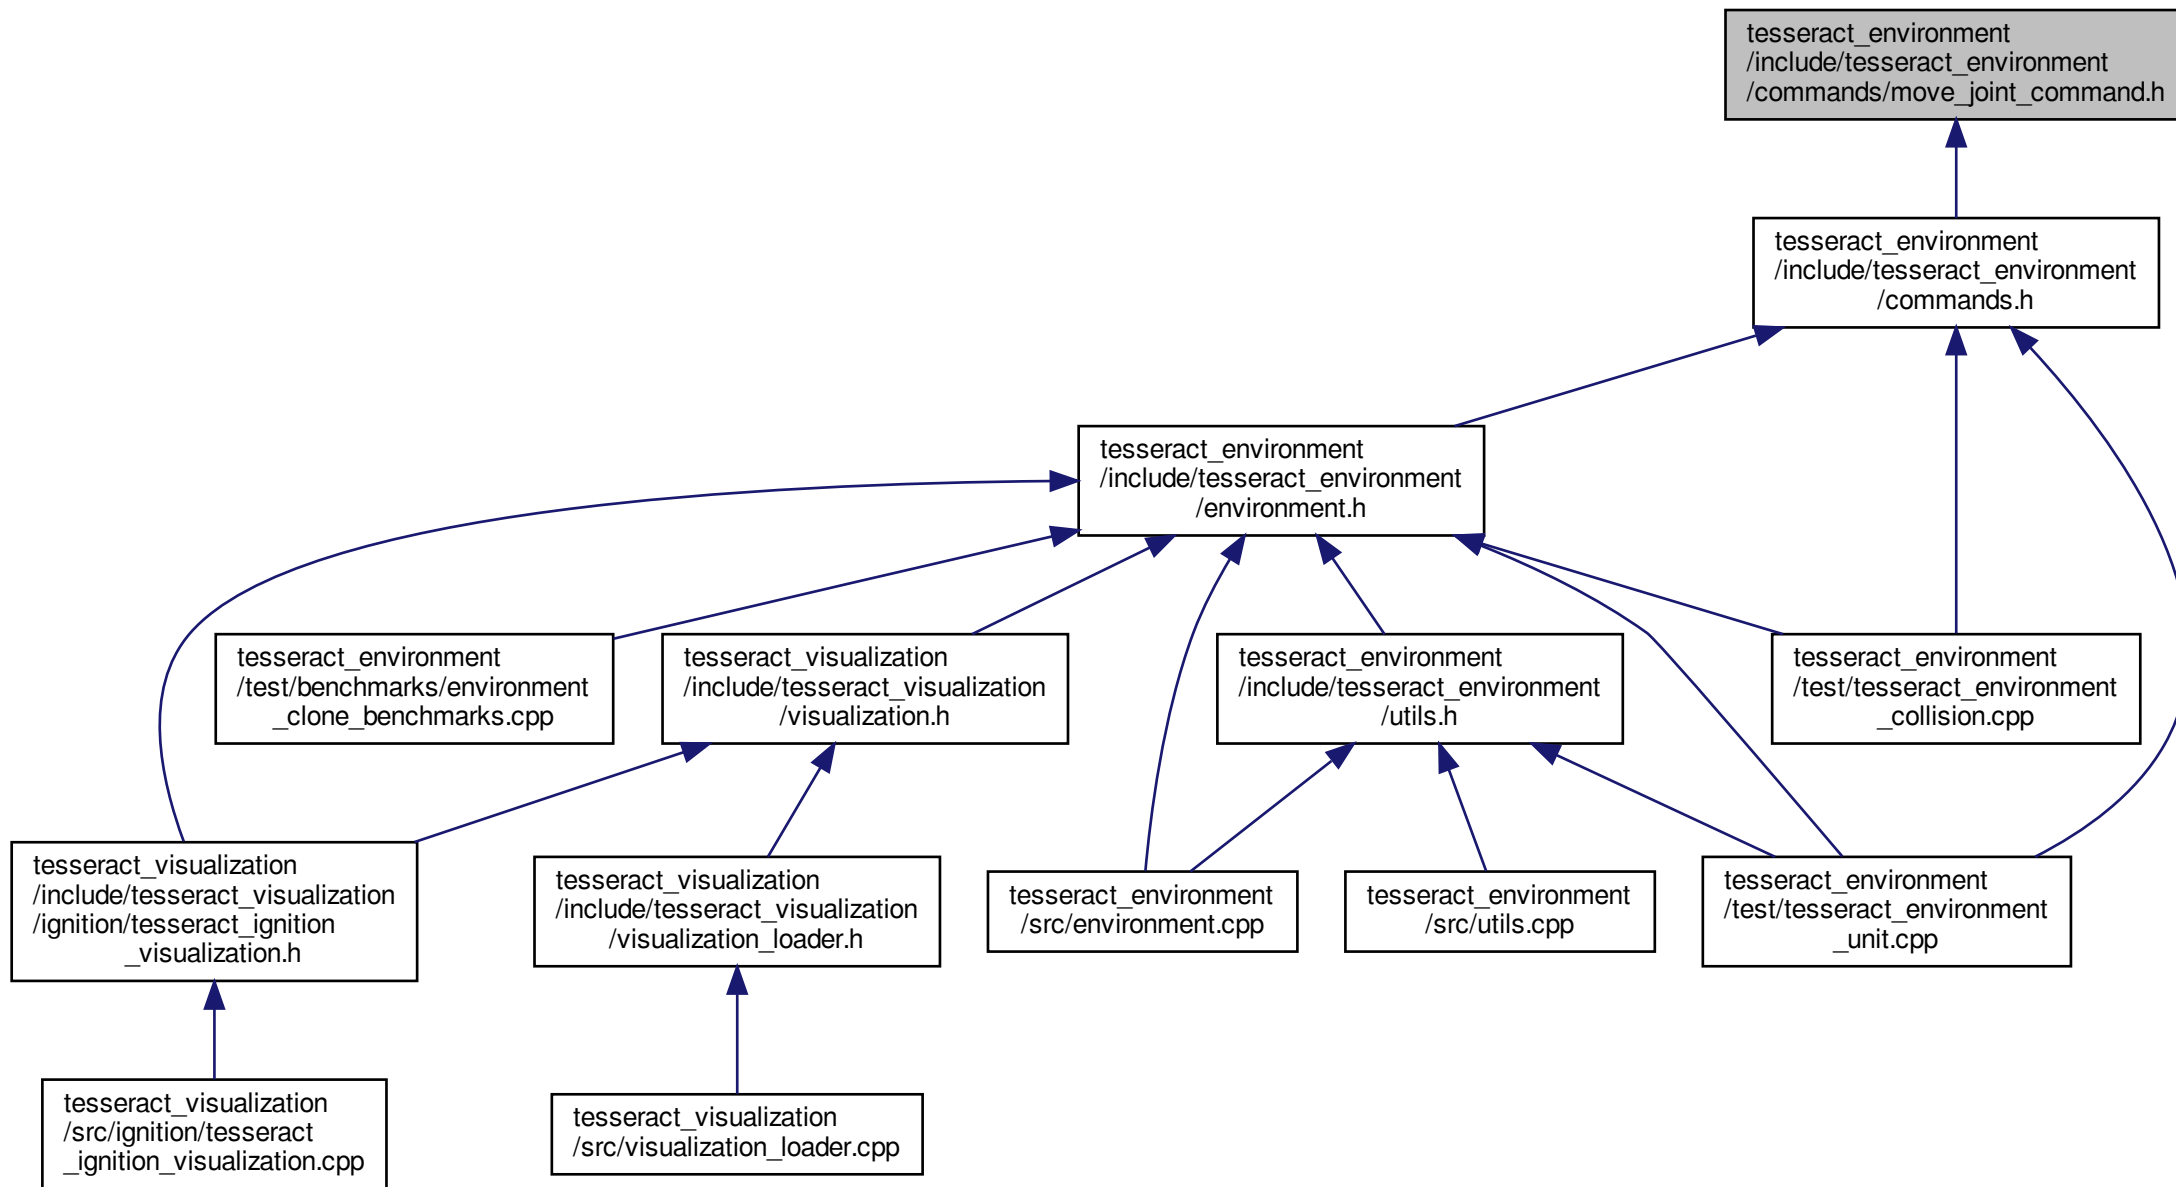 tesseract_environment
/include/tesseract_environment
/commands/move_joint_command.h
tesseract_environment
/include/tesseract_environment
/commands.h
tesseract_environment
/include/tesseract_environment
/environment.h
tesseract_environment
/test/benchmarks/environment
_clone_benchmarks.cpp
tesseract_visualization
/include/tesseract_visualization
/visualization.h
tesseract_environment
/include/tesseract_environment
/utils.h
tesseract_environment
/test/tesseract_environment
_collision.cpp
tesseract_visualization
/include/tesseract_visualization
/ignition/tesseract_ignition
_visualization.h
tesseract_visualization
/include/tesseract_visualization
/visualization_loader.h
tesseract_environment
/src/environment.cpp
tesseract_environment
/src/utils.cpp
tesseract_environment
/test/tesseract_environment
_unit.cpp
tesseract_visualization
/src/ignition/tesseract
_ignition_visualization.cpp
tesseract_visualization
/src/visualization_loader.cpp